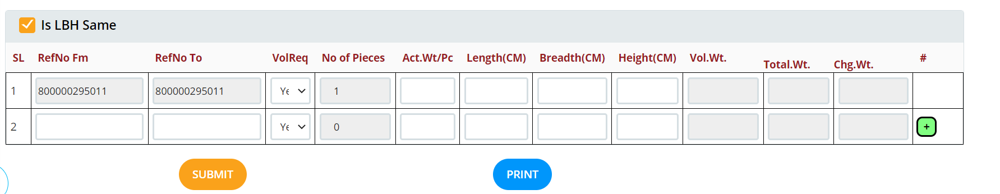 Is LBH Same
SL RefNo Fm RefNo To VolReq No of Pieces Act.Wt/Pc Length(CM) Breadth(CM) Height(CM) Vol.Wt. Total.Wt. Chg.Wt. #
1 800000295011 800000295011 Ye 1
2 Ye 0 +
SUBMIT PRINT